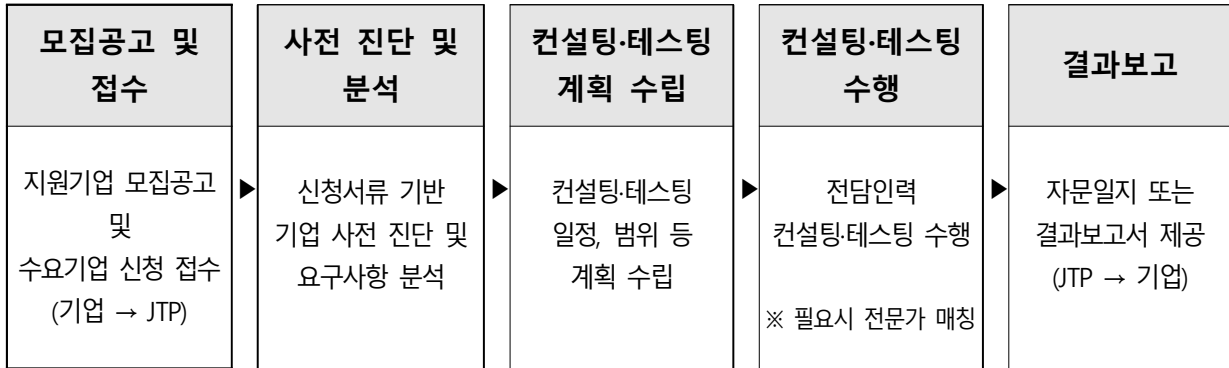 모집공고 및
접수
지원기업 모집공고
및
수요기업 신청 접수
(기업 → JTP)
▶
사전 진단 및
분석
신청서류 기반
기업 사전 진단 및
요구사항 분석
▶
컨설팅·테스팅
계획 수립
컨설팅·테스팅
일정, 범위 등
계획 수립
▶
컨설팅·테스팅
수행
전담인력
컨설팅·테스팅 수행
※ 필요시 전문가 매칭
▶
결과보고
자문일지 또는
결과보고서 제공
(JTP → 기업)